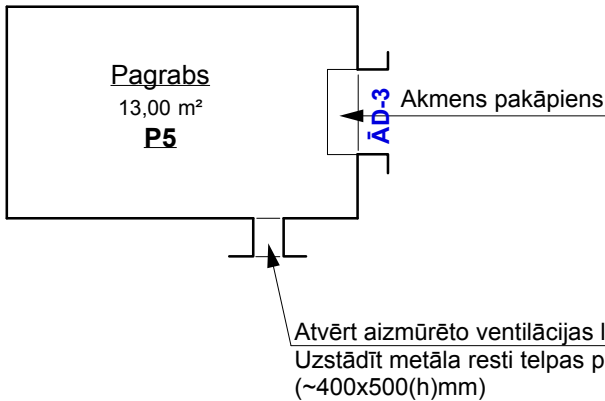 Pagrabs
13,00 m²
P5
ĀD-3
Akmens pakāpiens
Atvērt aizmūrēto ventilācijas
Uzstādīt metāla resti telpas
(~400x500(h)mm)